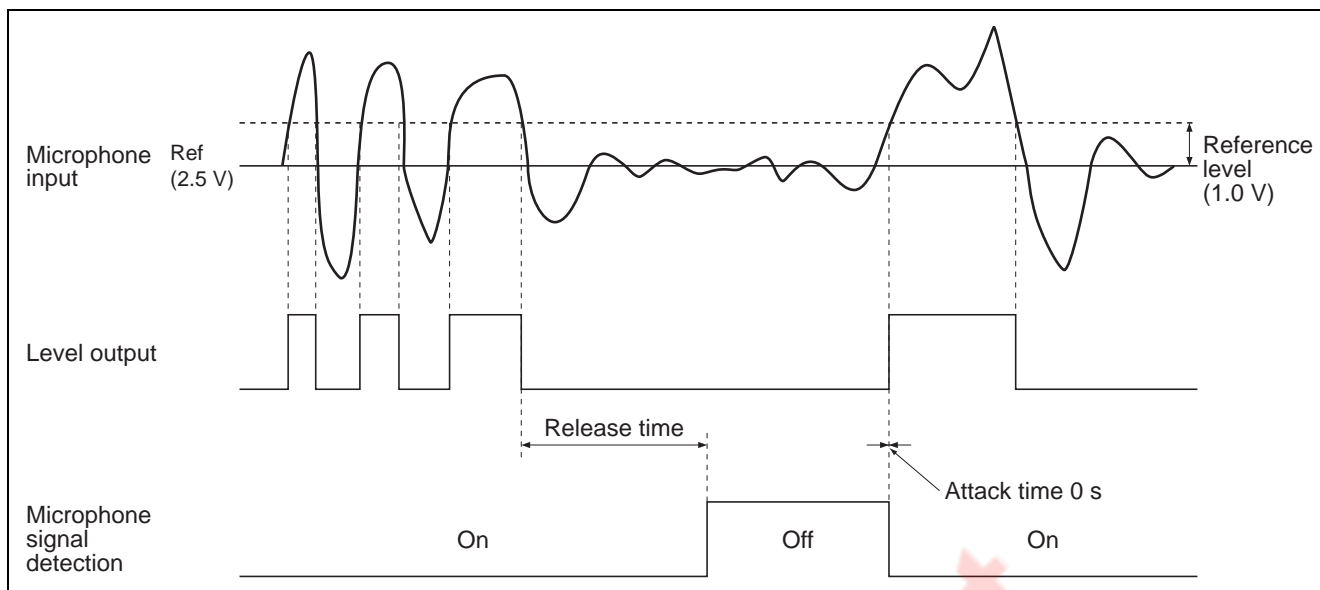 Microphone
input
Ref
(2.5 V)
Reference
level
(1.0 V)
Level output
Release time
Attack time 0 s
Microphone
signal
detection
On
Off
On